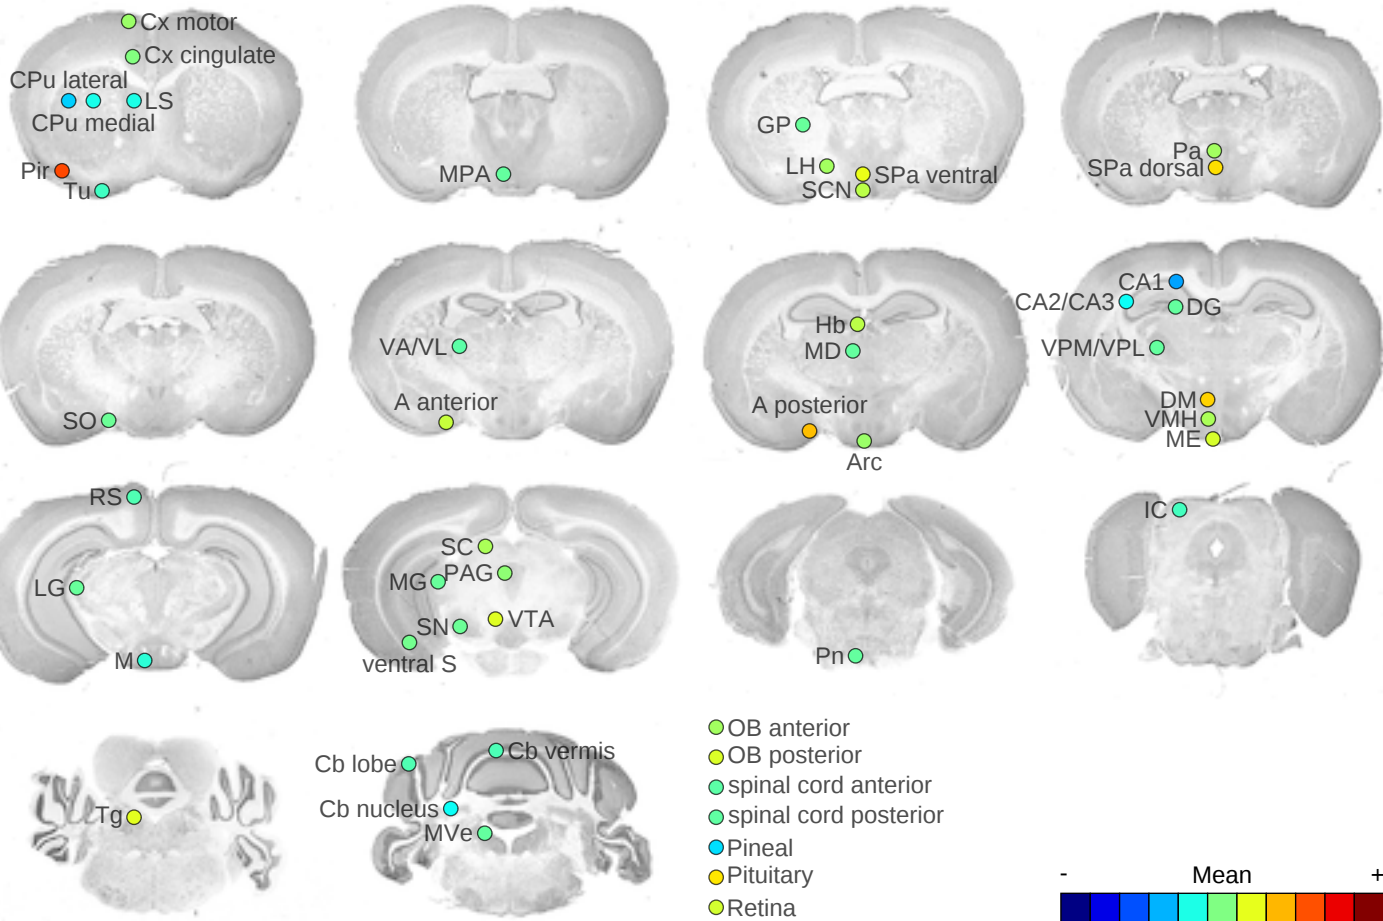 Cx motor
Cx cingulate
CPu lateral
LS
CPu medial
Pir
Tu
MPA
GP
LH
SPa ventral
SCN
Pa
SPa dorsal
SO
VA/VL
A anterior
Hb
MD
A posterior
Arc
CA1
CA2/CA3
DG
VPM/VPL
DM
VMH
ME
RS
LG
M
SC
PAG
MG
SN
VTA
ventral S
Pn
IC
Tg
Cb lobe
Cb vermis
Cb nucleus
MVe
OB anterior
OB posterior
spinal cord anterior
spinal cord posterior
Pineal
Pituitary
Retina
- Mean +